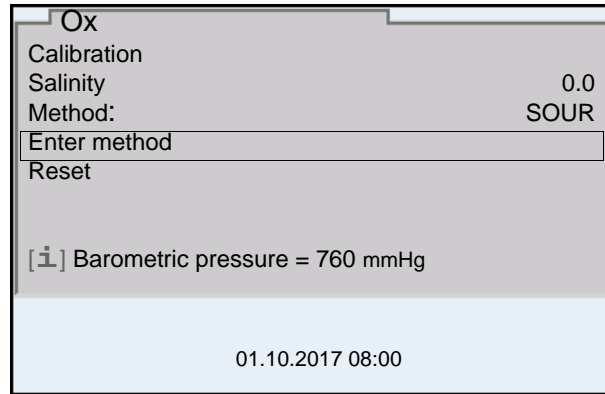 Ox
Calibration
Salinity 0.0
Method: SOUR
Enter method
Reset
[i] Barometric pressure = 760 mmHg
01.10.2017 08:00